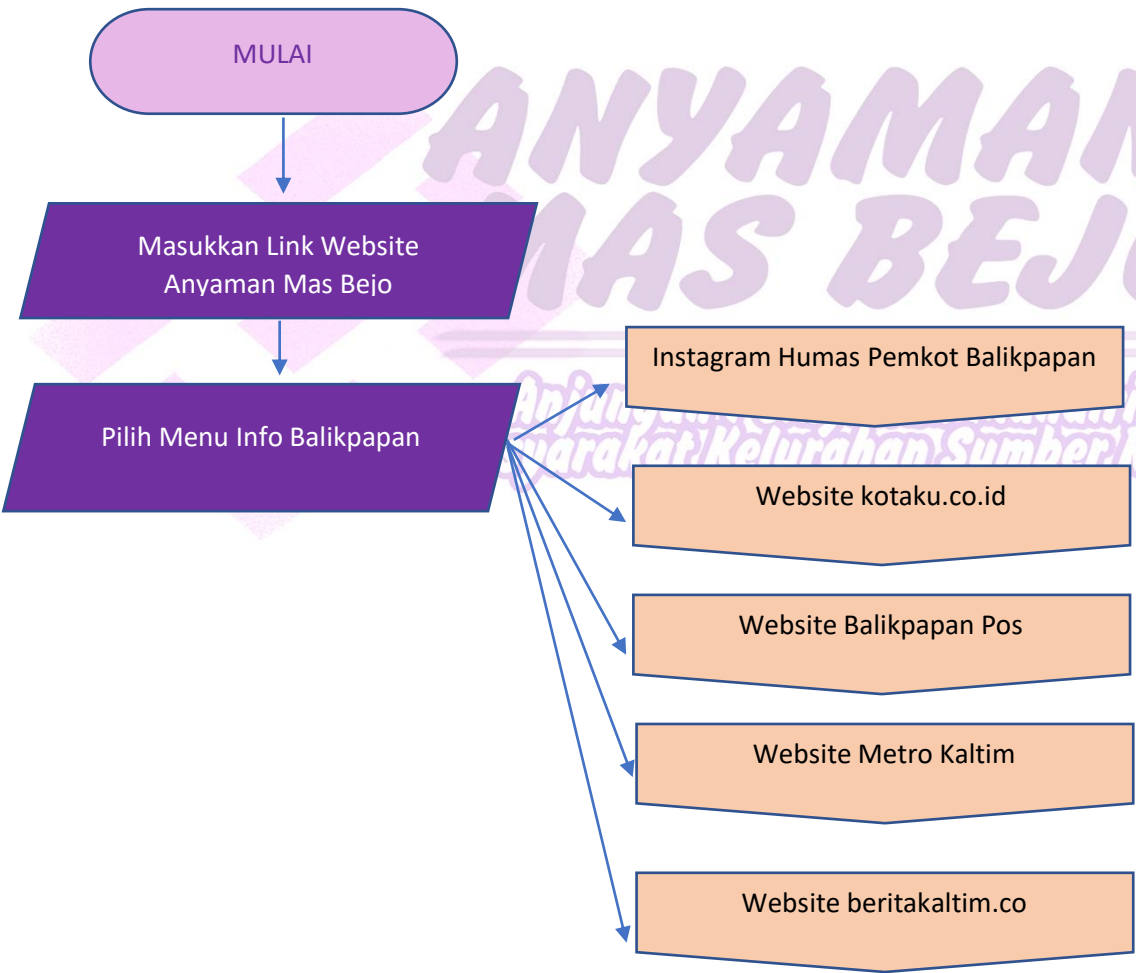 MULAI
ANYAMAN
MAS BEJO
Masukkan Link Website
Anyaman Mas Bejo
Instagram Humas Pemkot Balikpapan
Pilih Menu Info Balikpapan
Kelurahan Sumber
Website kotaku.co.id
Website Balikpapan Pos
Website Metro Kaltim
Website beritakaltim.co